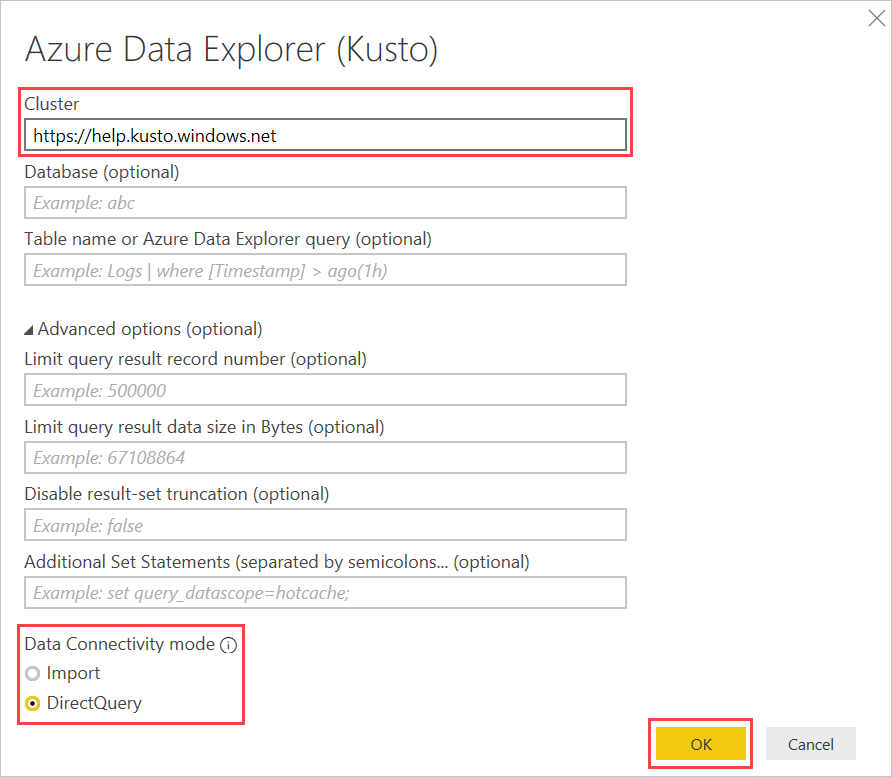 Azure Data Explorer (Kusto)
Cluster
https://help.kusto.windows.net
Database (optional)
Example: abc
Table name or Azure Data Explorer query (optional)
Example: Logs | where [Timestamp] > ago(1h)
Advanced options (optional)
Limit query result record number (optional)
Example: 500000
Limit query result data size in Bytes (optional)
Example: 67108864
Disable result-set truncation (optional)
Example: false
Additional Set Statements (separated by semicolons... (optional)
Example: set query_datascope=hotcache;
Data Connectivity mode
Import
DirectQuery
OK Cancel